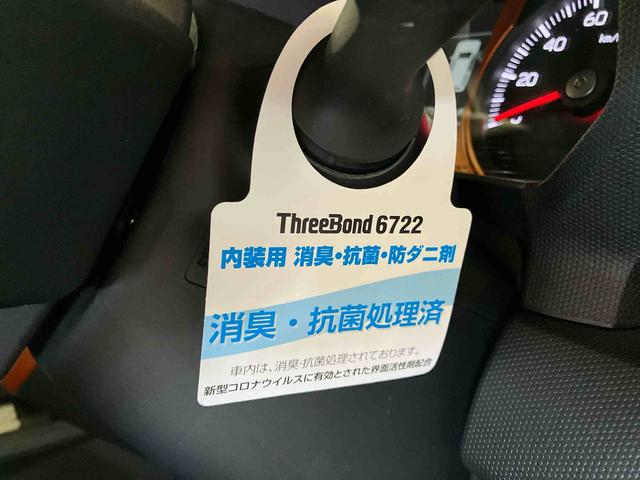 60
km/h
40
20
0
ThreeBond 6722
内装用 消臭・抗菌・防ダニ剤
消臭・抗菌処理済
車内は、消臭・抗菌処理されております。
新型コロナウイルスに有効とされた界面活性剤配合